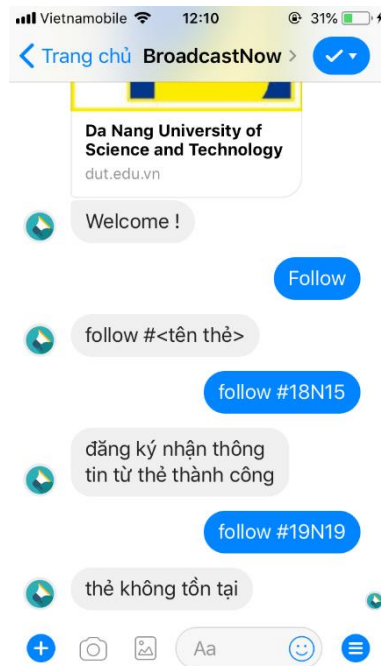 Vietnamobile 12:10 31%
Trang chủ BroadcastNow
Da Nang University of
Science and Technology
dut.edu.vn
Welcome !
Follow
follow #<tên thẻ>
follow #18N15
đăng ký nhận thông
tin từ thẻ thành công
follow #19N19
thẻ không tồn tại
Aa